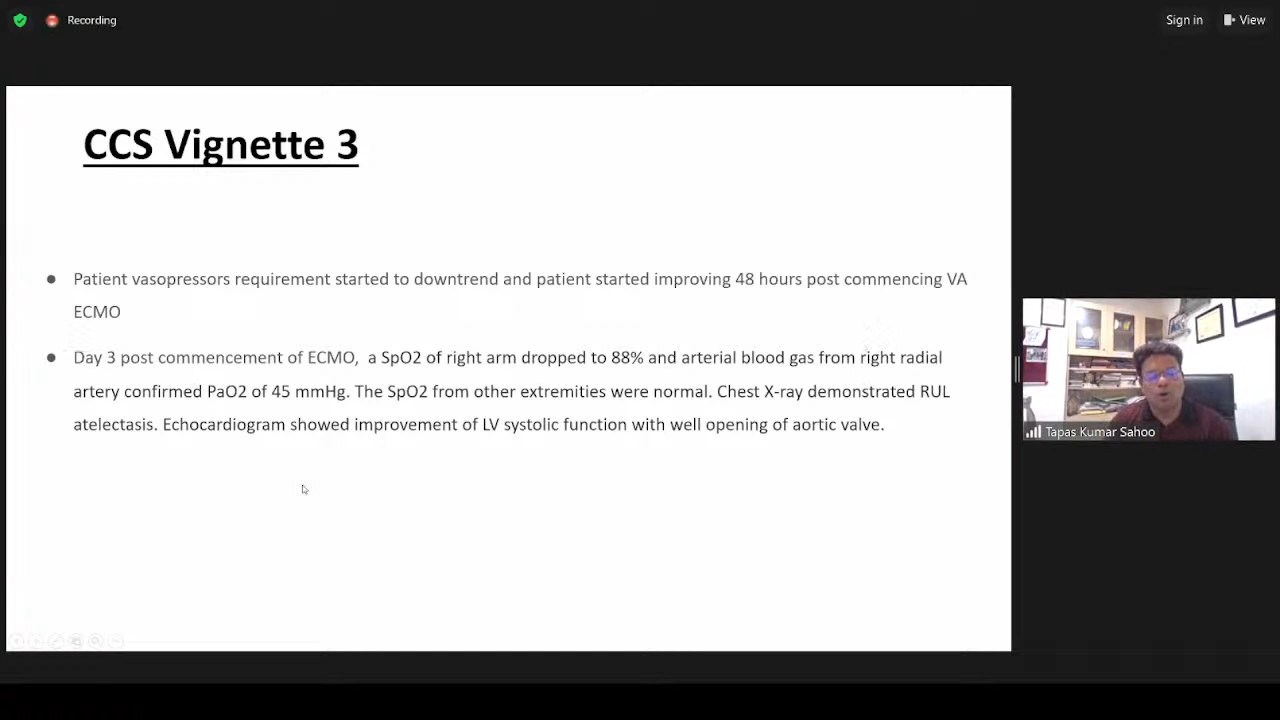 Recording
Sign in
View
CCS Vignette 3
● Patient vasopressors requirement started to downtrend and patient started improving 48 hours post commencing VA
ECMO
● Day 3 post commencement of ECMO, a SpO2 of right arm dropped to 88% and arterial blood gas from right radial
artery confirmed PaO2 of 45 mmHg. The SpO2 from other extremities were normal. Chest X-ray demonstrated RUL
atelectasis. Echocardiogram showed improvement of LV systolic function with well opening of aortic valve.
Tapas Kumar Sahoo